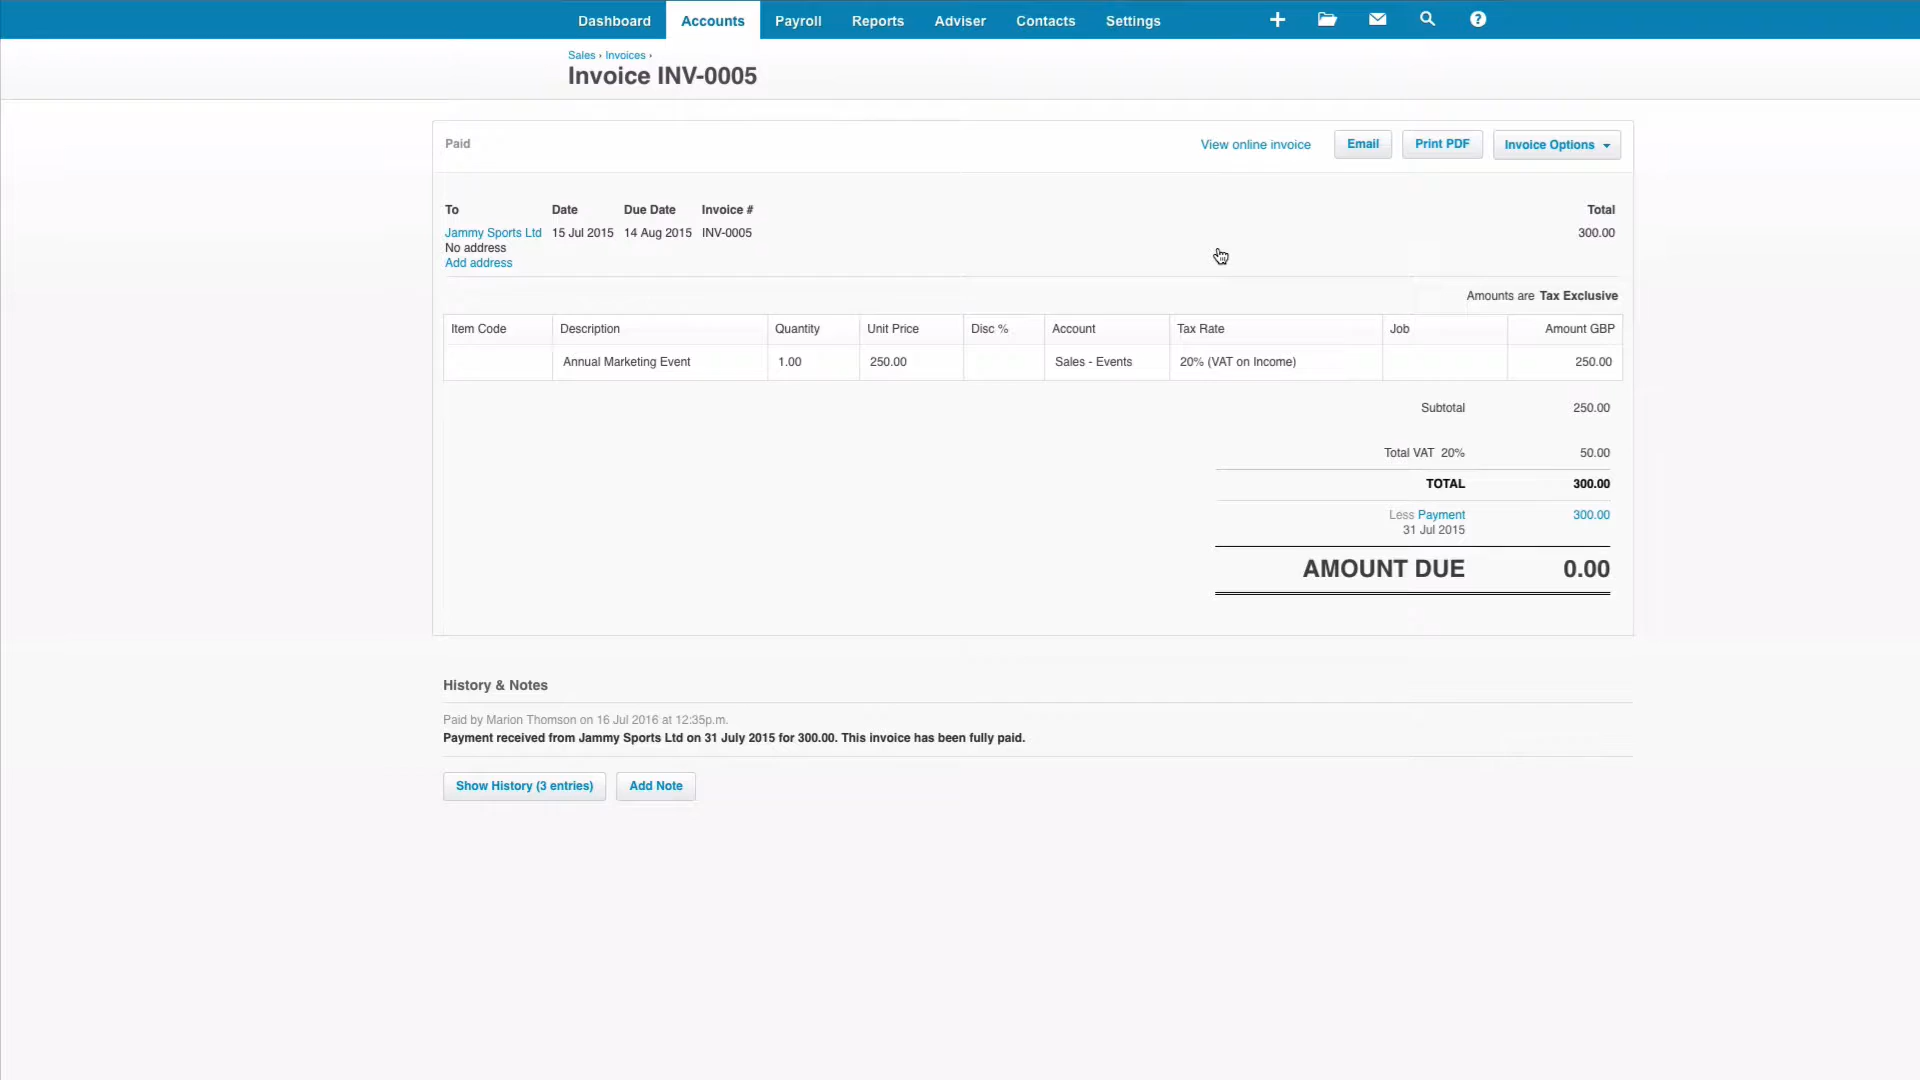 Dashboard Accounts Payroll Reports Adviser Contacts Settings
Sales › Invoices ›
Invoice INV-0005
Paid View online invoice Email Print PDF Invoice Options
To Date Due Date Invoice # Total
Jammy Sports Ltd 15 Jul 2015 14 Aug 2015 INV-0005 300.00
No address
Add address
Amounts are Tax Exclusive
Item Code Description Quantity Unit Price Disc % Account Tax Rate Job Amount GBP
Annual Marketing Event 1.00 250.00 Sales - Events 20% (VAT on Income) 250.00
Subtotal 250.00
Total VAT 20% 50.00
TOTAL 300.00
Less Payment 300.00
31 Jul 2015
AMOUNT DUE 0.00
History & Notes
Paid by Marion Thomson on 16 Jul 2016 at 12:35p.m.
Payment received from Jammy Sports Ltd on 31 July 2015 for 300.00. This invoice has been fully paid.
Show History (3 entries) Add Note